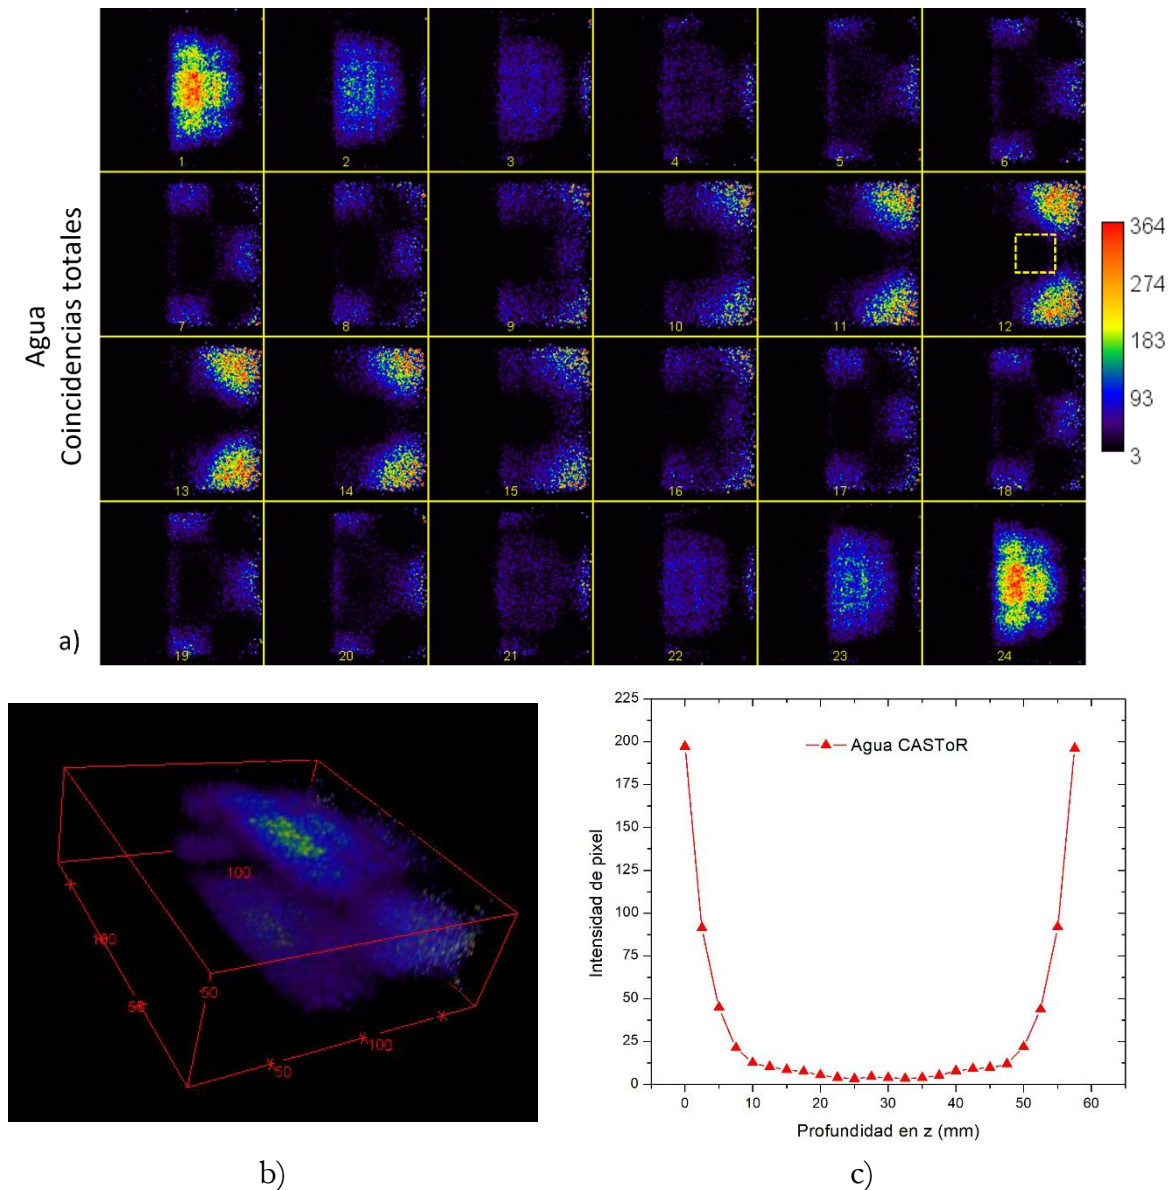 Agua
Coincidencias totales
1 2 3 4 5 6
7 8 9 10 11 12
13 14 15 16 17 18
19 20 21 22 23 24
364
274
183
93
3
a)
100
100
50
50
50
100
b)
225
200
175
150
125
100
75
50
25
0
Agua CASToR
Intensidad de pixel
0 10 20 30 40 50 60
Profundidad en z (mm)
c)